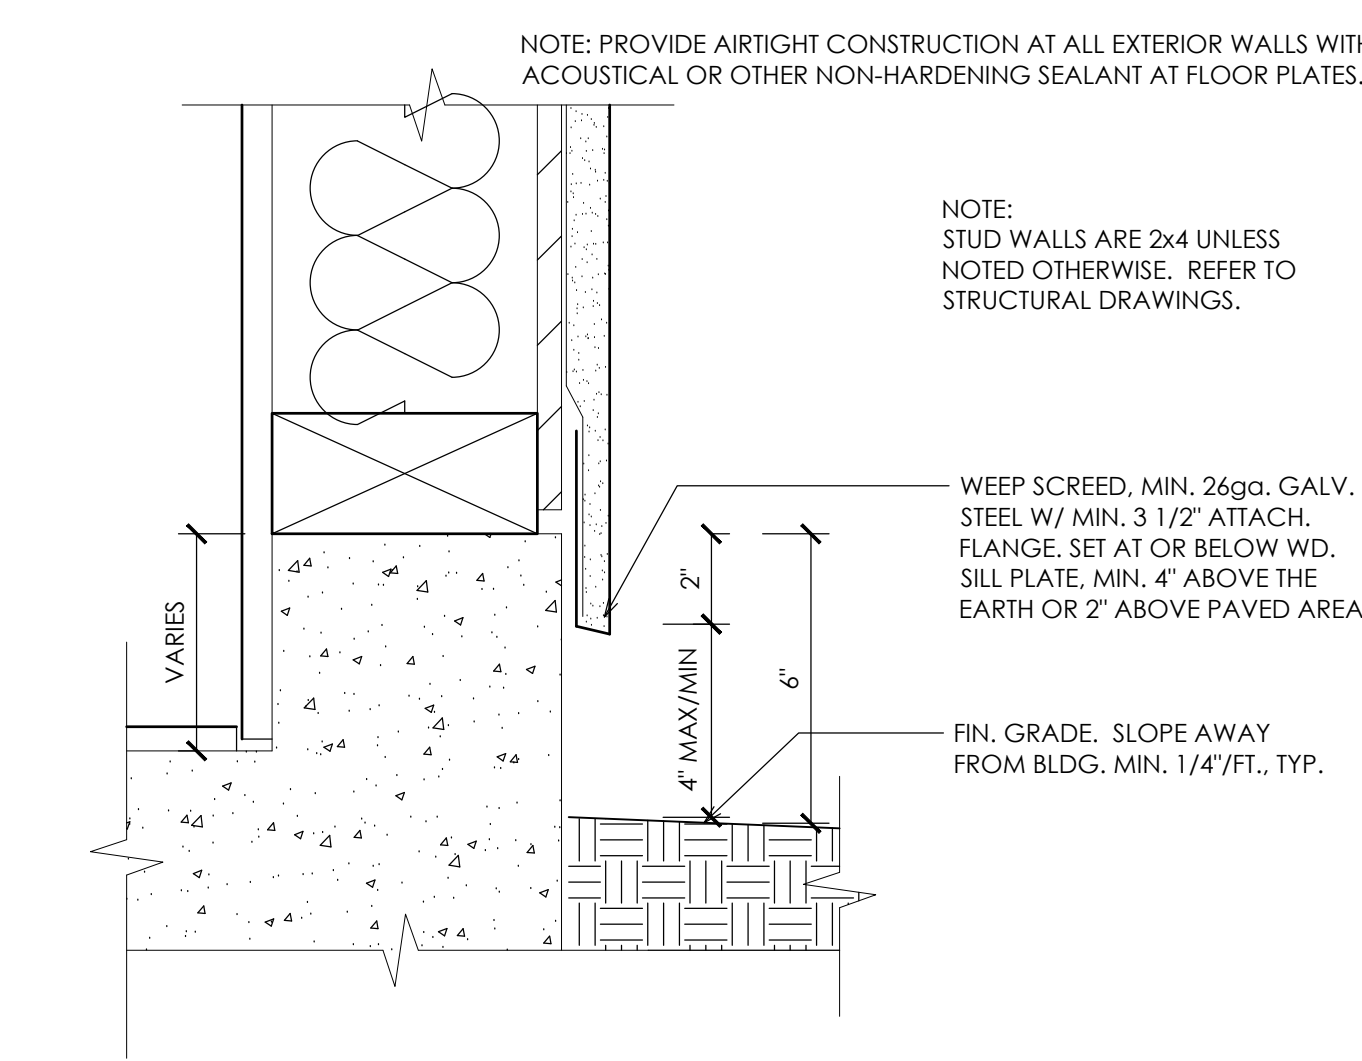 NOTE: PROVIDE AIRTIGHT CONSTRUCTION AT ALL EXTERIOR WALLS WITH
ACOUSTICAL OR OTHER NON-HARDENING SEALANT AT FLOOR PLATES.
NOTE:
STUD WALLS ARE 2x4 UNLESS
NOTED OTHERWISE. REFER TO
STRUCTURAL DRAWINGS.
WEEP SCREED, MIN. 26ga. GALV.
STEEL W/ MIN. 3 1/2" ATTACH.
FLANGE. SET AT OR BELOW WD.
SILL PLATE, MIN. 4" ABOVE THE
EARTH OR 2" ABOVE PAVED AREA
VARIES
2"
4" MAX/MIN
6"
FIN. GRADE. SLOPE AWAY
FROM BLDG. MIN. 1/4"/FT., TYP.